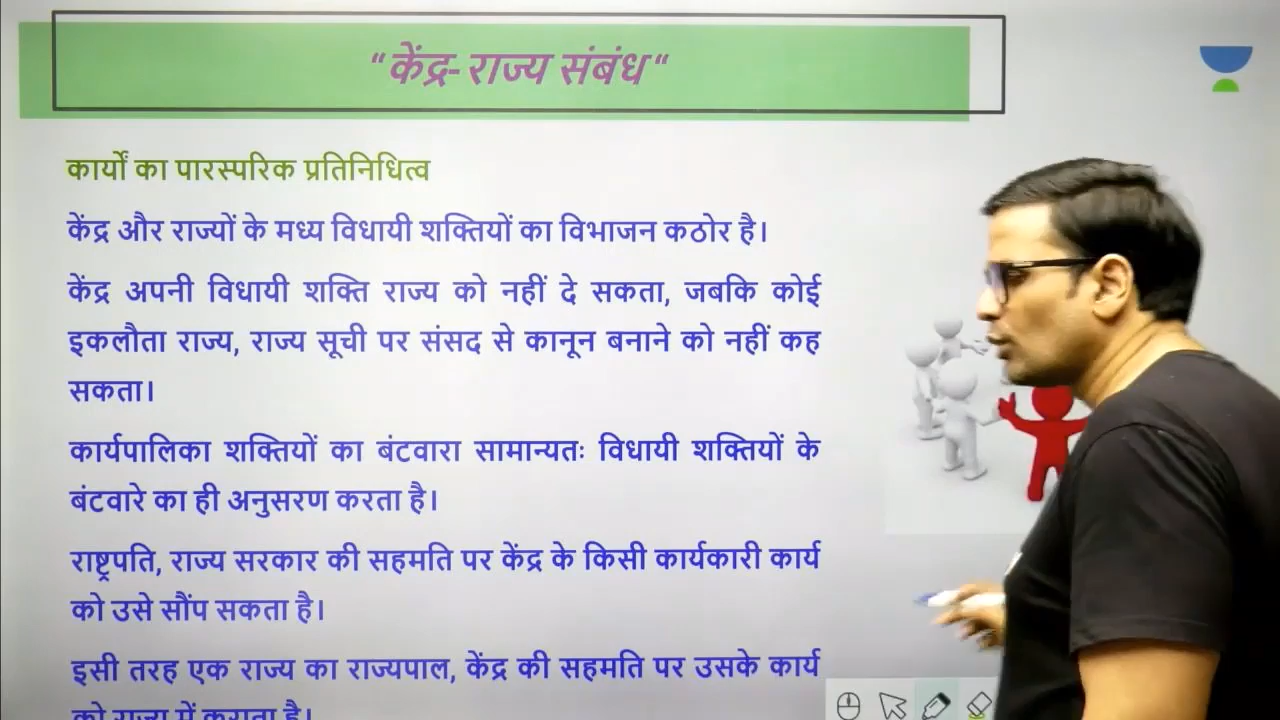 “केंद्र- राज्य संबंध“
कार्यों का पारस्परिक प्रतिनिधित्व
केंद्र और राज्यों के मध्य विधायी शक्तियों का विभाजन कठोर है।
केंद्र अपनी विधायी शक्ति राज्य को नहीं दे सकता, जबकि कोई
इकलौता राज्य, राज्य सूची पर संसद से कानून बनाने को नहीं कह
सकता।
कार्यपालिका शक्तियों का बंटवारा सामान्यतः विधायी शक्तियों के
बंटवारे का ही अनुसरण करता है।
राष्ट्रपति, राज्य सरकार की सहमति पर केंद्र के किसी कार्यकारी कार्य
को उसे सौंप सकता है।
इसी तरह एक राज्य का राज्यपाल, केंद्र की सहमति पर उसके कार्य
को राज्य में कराता है।